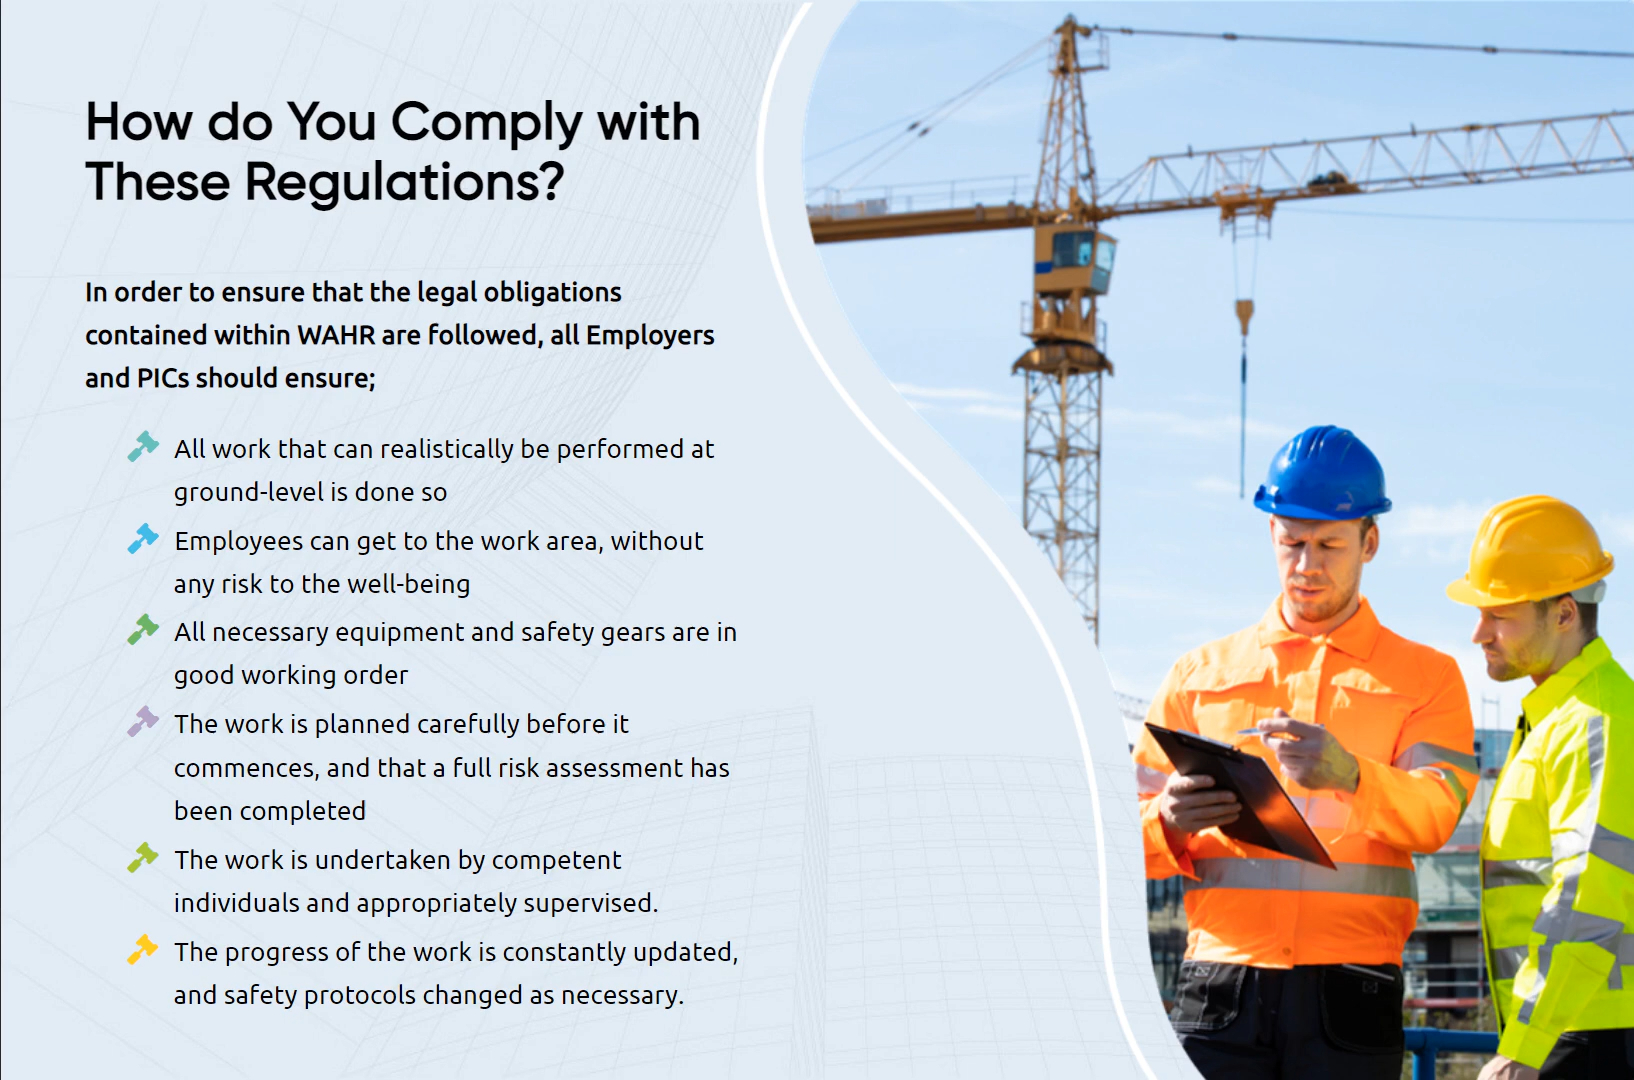 How do You Comply with
These Regulations?
In order to ensure that the legal obligations
contained within WAHR are followed, all Employers
and PICs should ensure;
All work that can realistically be performed at
ground-level is done so
Employees can get to the work area, without
any risk to the well-being
All necessary equipment and safety gears are in
good working order
The work is planned carefully before it
commences, and that a full risk assessment has
been completed
The work is undertaken by competent
individuals and appropriately supervised.
The progress of the work is constantly updated,
and safety protocols changed as necessary.